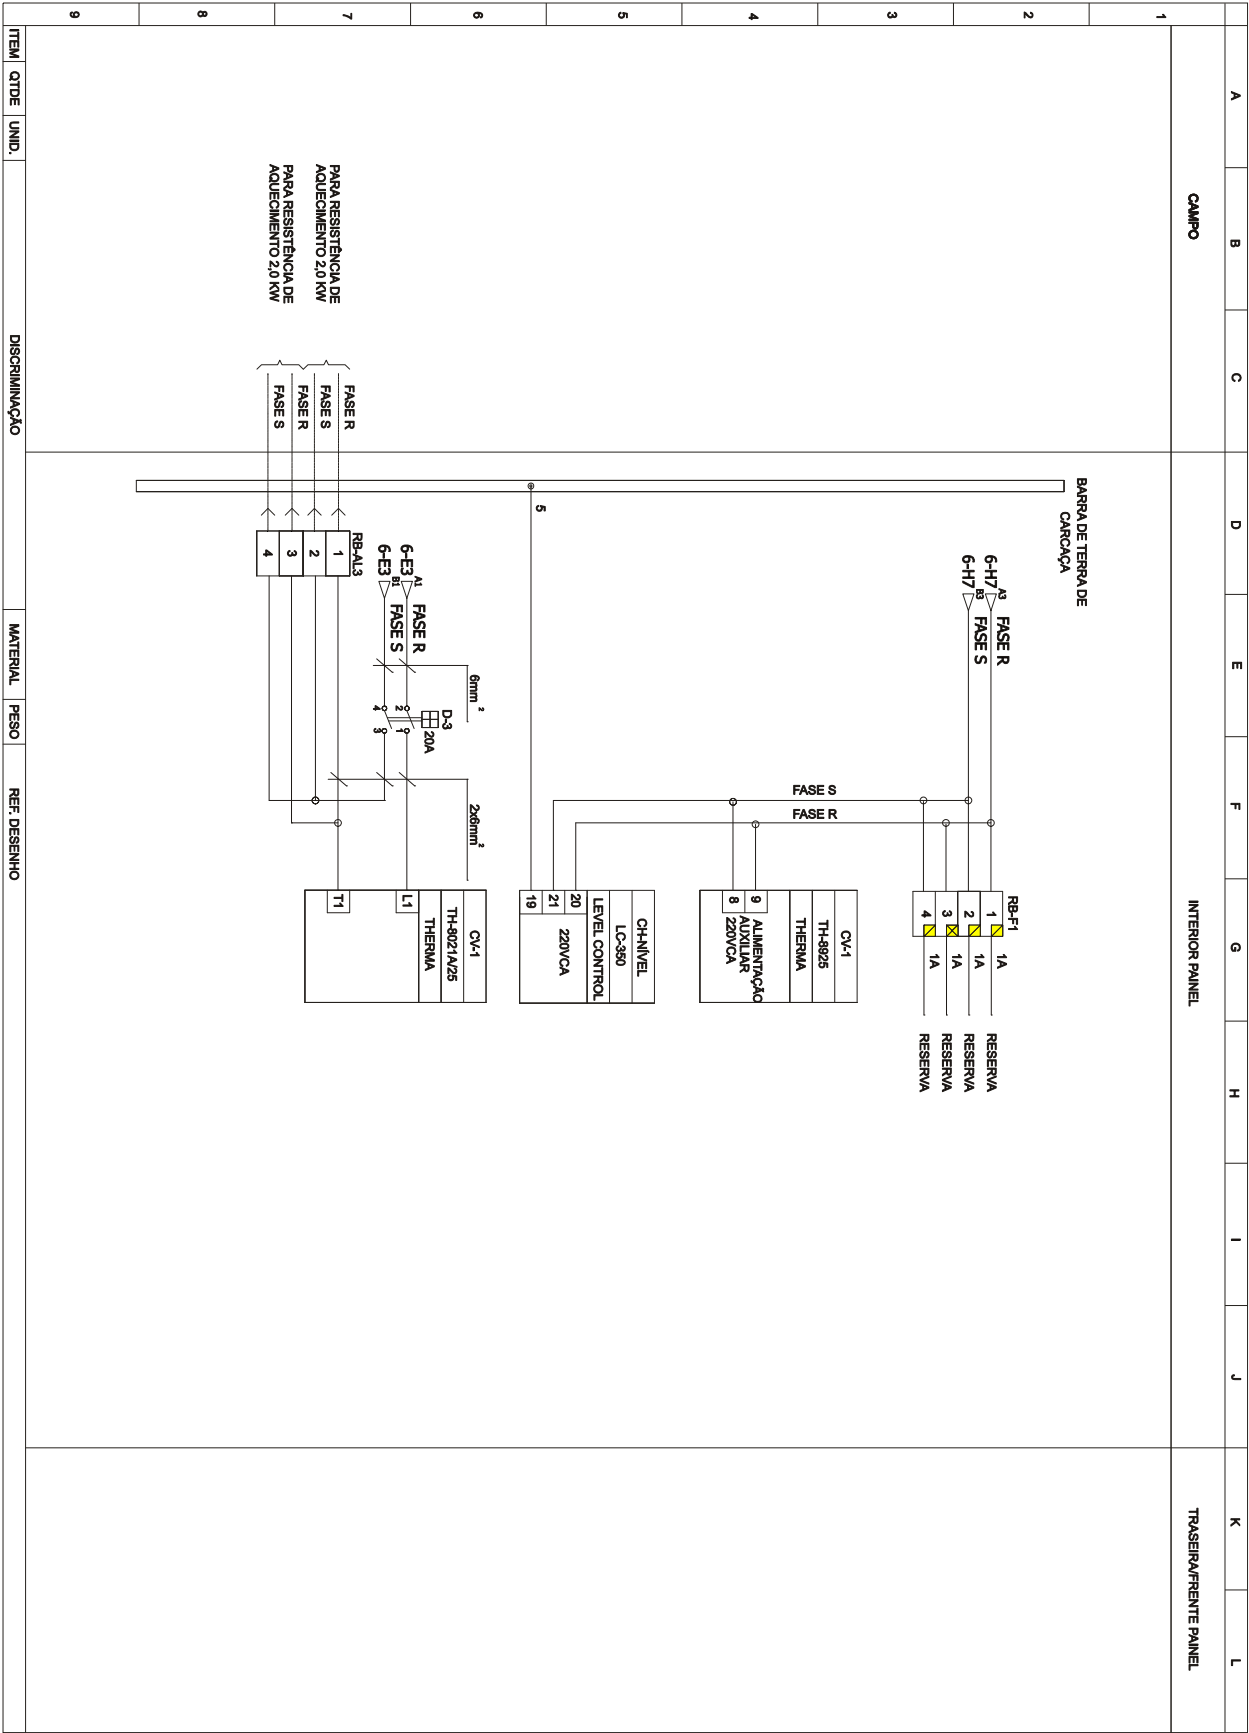 A
B
C
D
E
F
G
H
I
J
K
L
CAMPO
INTERIOR PAINEL
TRASEIRA/FRENTE PAINEL
1
2
3
4
5
6
7
8
9
BARRA DE TERRA DE
CARCAÇA
6-H7
A3
FASE R
6-H7
B3
FASE S
RB-F1
1
1A
RESERVA
2
1A
RESERVA
3
1A
RESERVA
4
1A
RESERVA
FASE S
FASE R
CV-1
TH-8925
THERMA
9
8
ALIMENTAÇÃO
AUXILIAR
220VCA
CH-NÍVEL
LC-350
LEVEL CONTROL
20
21
19
220VCA
5
6mm²
D-3
20A
2x6mm²
6-E3
A1
FASE R
6-E3
B1
FASE S
2
1
4
3
CV-1
TH-8021A/25
THERMA
L1
T1
RB-AL3
1
2
3
4
FASE R
FASE S
FASE R
FASE S
PARA RESISTÊNCIA DE
AQUECIMENTO 2,0 KW
PARA RESISTÊNCIA DE
AQUECIMENTO 2,0 KW
ITEM
QTDE
UNID.
DISCRIMINAÇÃO
MATERIAL
PESO
REF. DESENHO